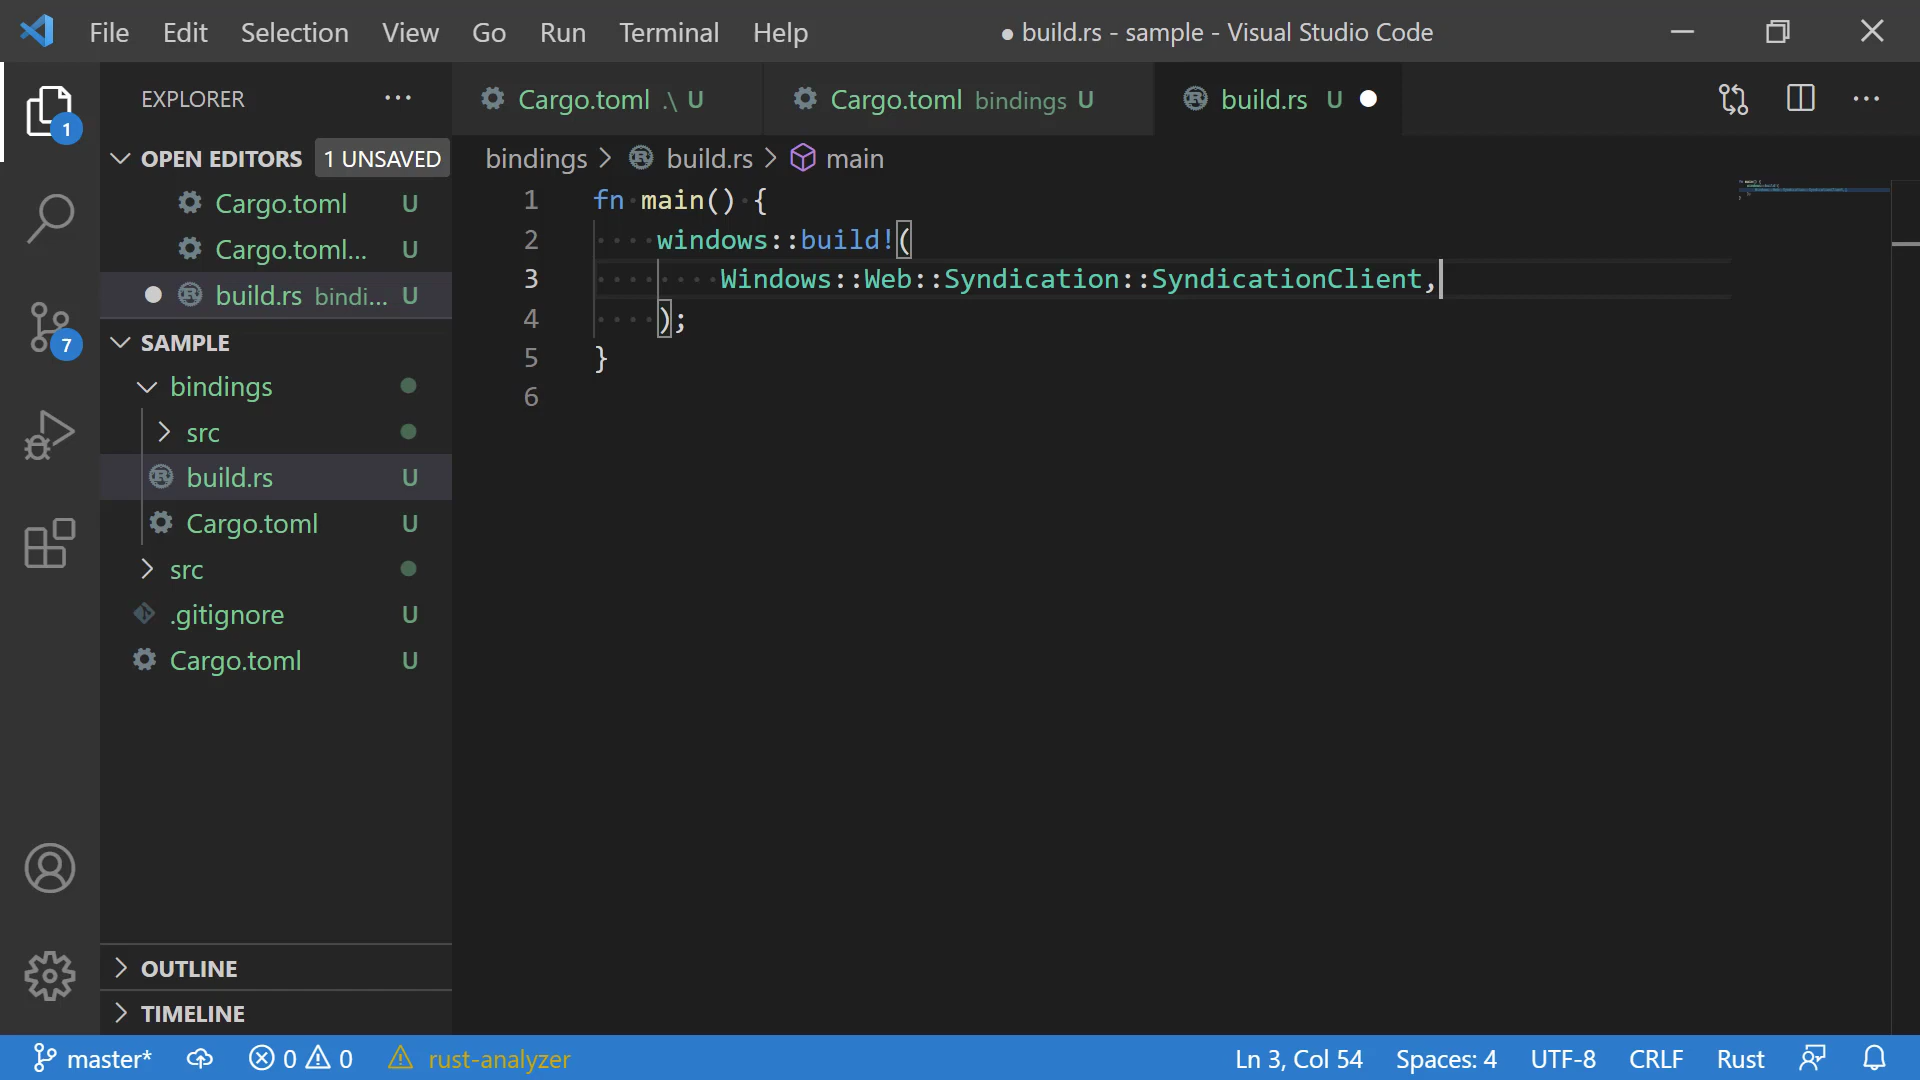 File Edit Selection View Go Run Terminal Help
● build.rs - sample - Visual Studio Code
EXPLORER
OPEN EDITORS 1 UNSAVED
Cargo.toml U
Cargo.toml... U
build.rs bindi... U
SAMPLE
bindings
src
build.rs U
Cargo.toml U
src
.gitignore U
Cargo.toml U
OUTLINE
TIMELINE
1
7
Cargo.toml .\ U
Cargo.toml bindings U
build.rs U
bindings > build.rs > main
1 fn main() {
2 windows::build!(
3 Windows::Web::Syndication::SyndicationClient,
4 );
5 }
6
master* 0 0 rust-analyzer
Ln 3, Col 54 Spaces: 4 UTF-8 CRLF Rust